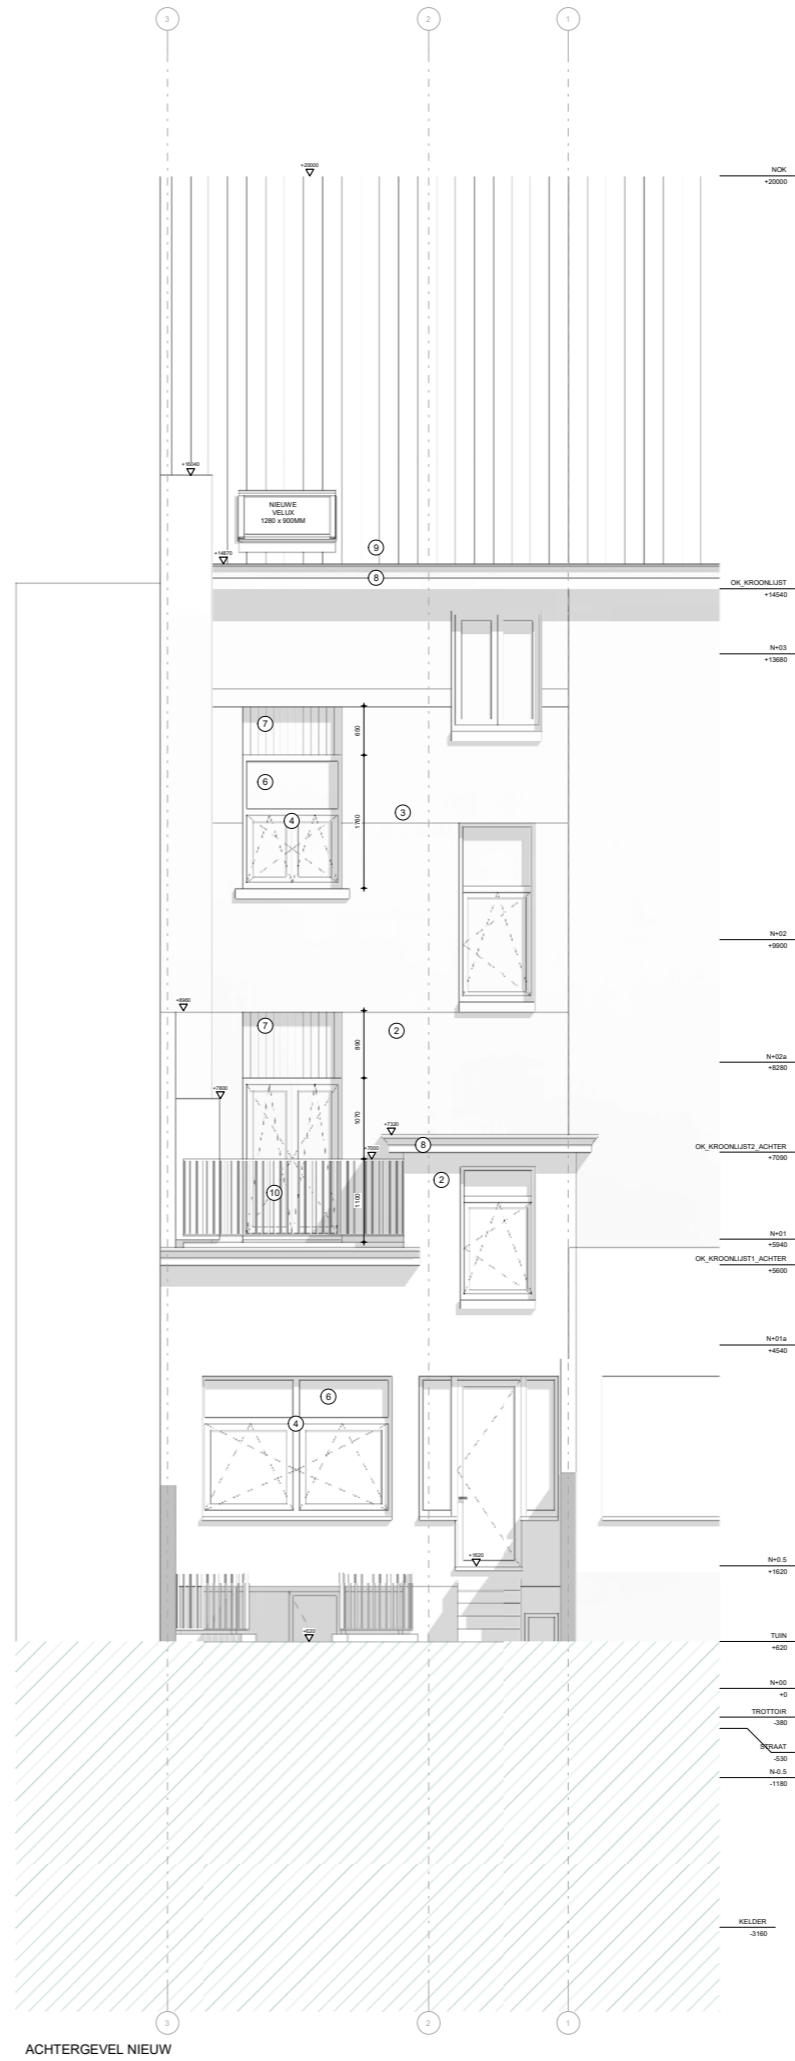 3
2
1
+20000
NOK
+20000
+16040
NIEUWE
VELUX
1280 x 900MM
9
+14870
8
OK_KROONLIJST
+14540
N+03
+13680
7
650
6
1760
4
3
N+02
+9900
+8980
7
2
890
N+02a
+8280
+7800
1070
+7320
+7000
8
OK_KROONLIJST2_ACHTER
+7090
2
10
1100
N+01
+5940
OK_KROONLIJST1_ACHTER
+5600
N+01a
+4540
6
4
+1620
N+0.5
+1620
+620
TUIN
+620
N+00
+0
TROTTOIR
-380
STRAAT
-530
N-0.5
-1180
KELDER
-3160
3
2
1
ACHTERGEVEL NIEUW